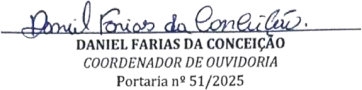 Daniel Farias da Conceição.
DANIEL FARIAS DA CONCEIÇÃO
COORDENADOR DE OUVIDORIA
Portaria nº 51/2025